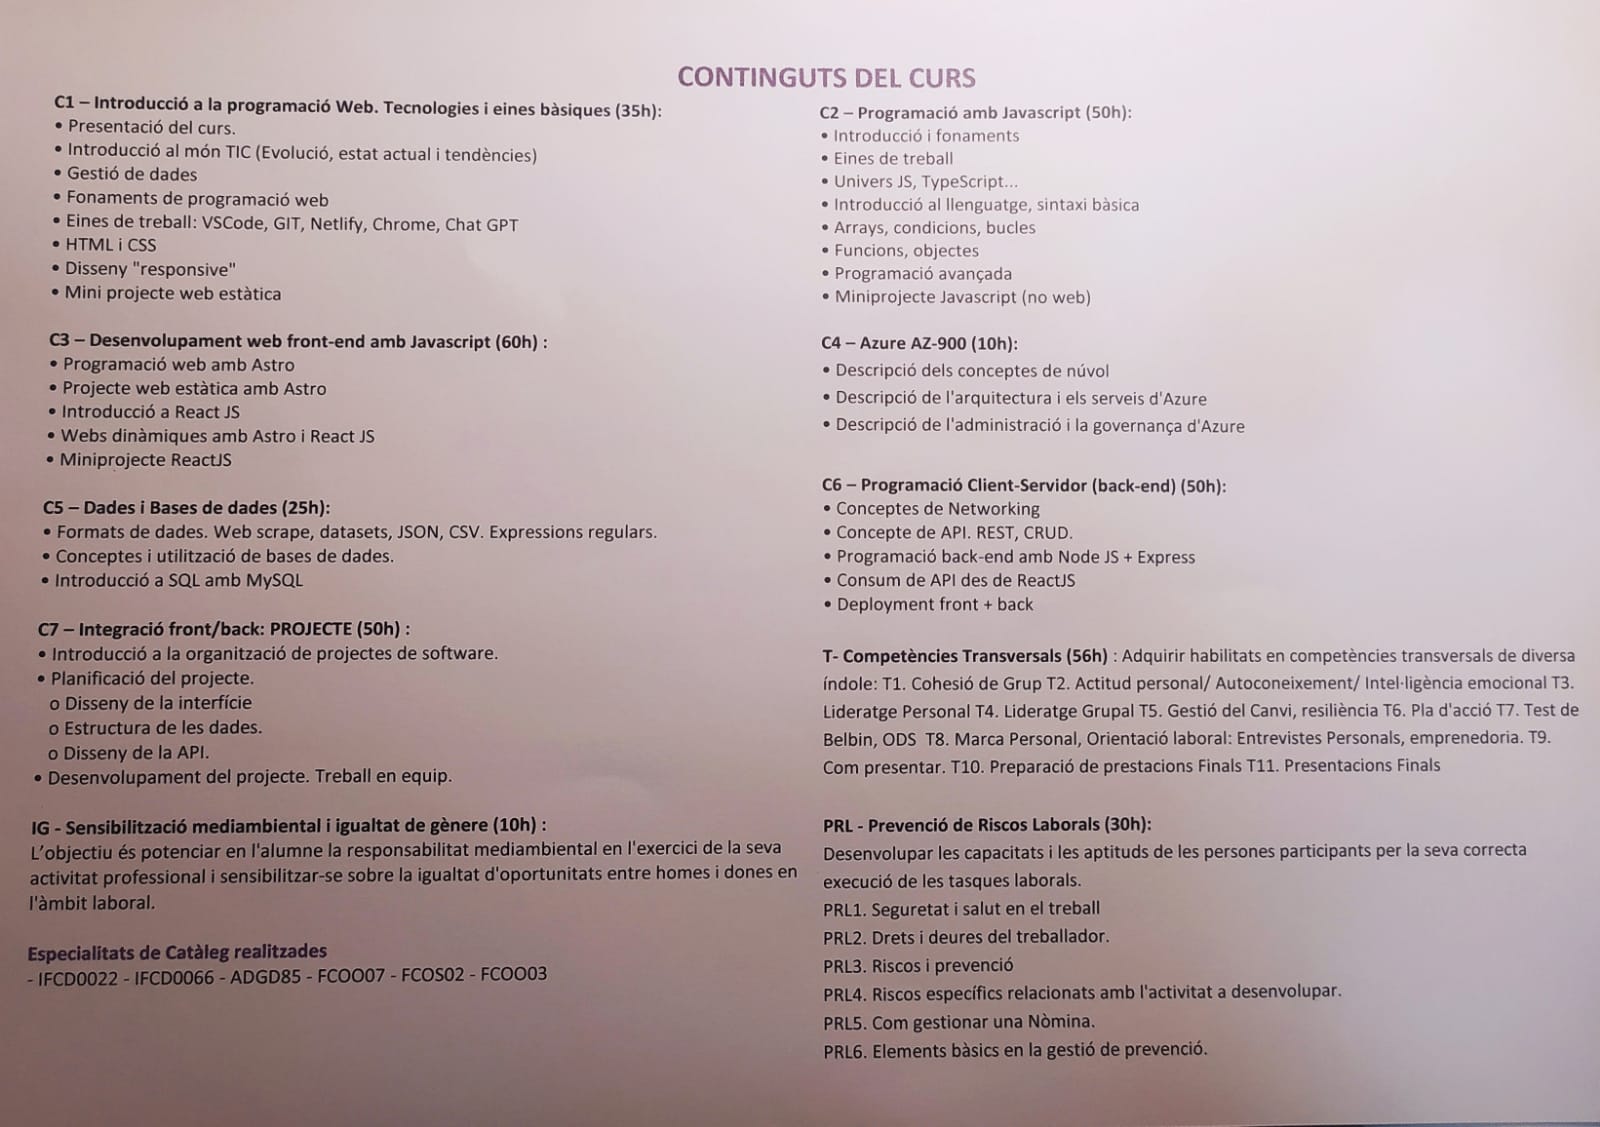 CONTINGUTS DEL CURS
C1 – Introducció a la programació Web. Tecnologies i eines bàsiques (35h):
• Presentació del curs.
• Introducció al món TIC (Evolució, estat actual i tendències)
• Gestió de dades
• Fonaments de programació web
• Eines de treball: VSCode, GIT, Netlify, Chrome, Chat GPT
• HTML i CSS
• Disseny "responsive"
• Mini projecte web estàtica
C2 – Programació amb Javascript (50h):
• Introducció i fonaments
• Eines de treball
• Univers JS, TypeScript...
• Introducció al llenguatge, sintaxi bàsica
• Arrays, condicions, bucles
• Funcions, objectes
• Programació avançada
• Miniprojecte Javascript (no web)
C3 – Desenvolupament web front-end amb Javascript (60h) :
• Programació web amb Astro
• Projecte web estàtica amb Astro
• Introducció a React JS
• Webs dinàmiques amb Astro i React JS
• Miniprojecte ReactJS
C4 – Azure AZ-900 (10h):
• Descripció dels conceptes de núvol
• Descripció de l'arquitectura i els serveis d'Azure
• Descripció de l'administració i la governança d'Azure
C5 – Dades i Bases de dades (25h):
• Formats de dades. Web scrape, datasets, JSON, CSV. Expressions regulars.
• Conceptes i utilització de bases de dades.
• Introducció a SQL amb MySQL
C6 – Programació Client-Servidor (back-end) (50h):
• Conceptes de Networking
• Concepte de API. REST, CRUD.
• Programació back-end amb Node JS + Express
• Consum de API des de ReactJS
• Deployment front + back
C7 – Integració front/back: PROJECTE (50h) :
• Introducció a la organització de projectes de software.
• Planificació del projecte.
o Disseny de la interfície
o Estructura de les dades.
o Disseny de la API.
• Desenvolupament del projecte. Treball en equip.
T- Competències Transversals (56h) : Adquirir habilitats en competències transversals de diversa
índole: T1. Cohesió de Grup T2. Actitud personal/ Autoconeixement/ Intel·ligència emocional T3.
Lideratge Personal T4. Lideratge Grupal T5. Gestió del Canvi, resiliència T6. Pla d'acció T7. Test de
Belbin, ODS T8. Marca Personal, Orientació laboral: Entrevistes Personals, emprenedoria. T9.
Com presentar. T10. Preparació de prestacions Finals T11. Presentacions Finals
IG - Sensibilització mediambiental i igualtat de gènere (10h) :
L'objectiu és potenciar en l'alumne la responsabilitat mediambiental en l'exercici de la seva
activitat professional i sensibilitzar-se sobre la igualtat d'oportunitats entre homes i dones en
l'àmbit laboral.
PRL - Prevenció de Riscos Laborals (30h):
Desenvolupar les capacitats i les aptituds de les persones participants per la seva correcta
execució de les tasques laborals.
PRL1. Seguretat i salut en el treball
PRL2. Drets i deures del treballador.
PRL3. Riscos i prevenció
PRL4. Riscos específics relacionats amb l'activitat a desenvolupar.
PRL5. Com gestionar una Nòmina.
PRL6. Elements bàsics en la gestió de prevenció.
Especialitats de Catàleg realitzades
- IFCD0022 - IFCD0066 - ADGD85 - FCOO07 - FCOS02 - FCOO03